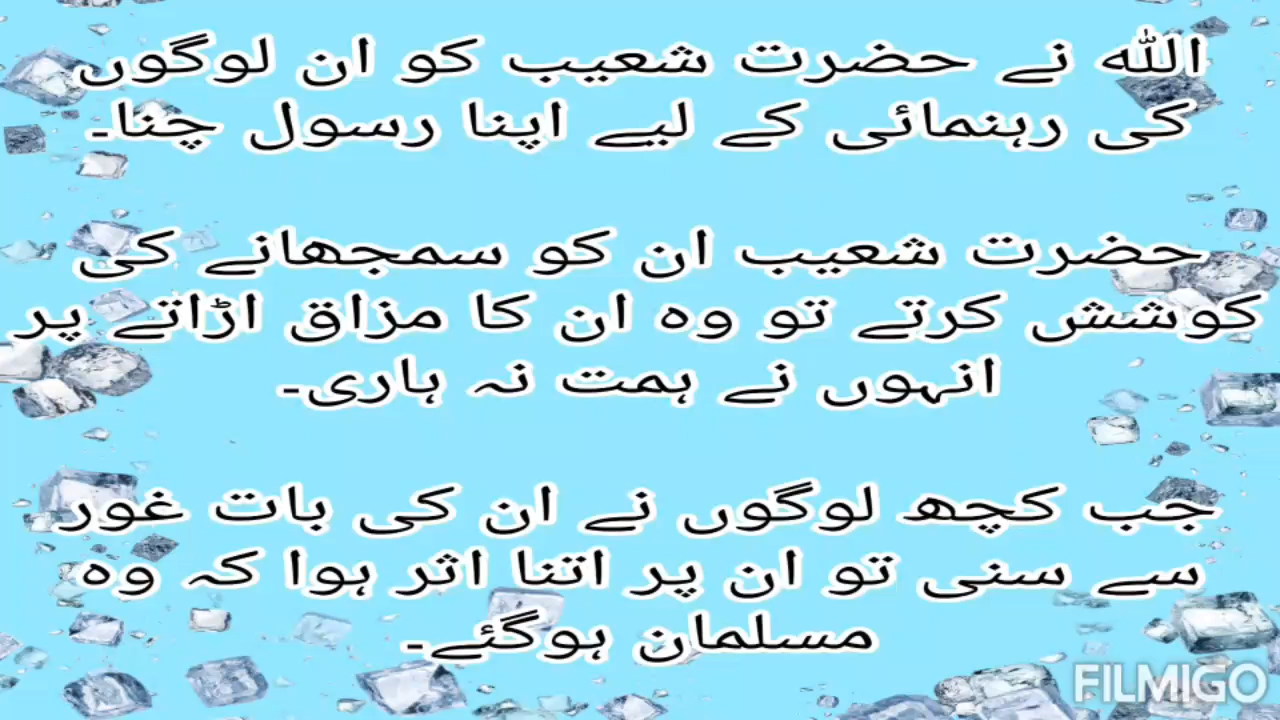 اللہ نے حضرت شعیب کو ان لوگوں
کی رہنمائی کے لیے اپنا رسول چنا۔
حضرت شعیب ان کو سمجھانے کی
کوشش کرتے تو وہ ان کا مزاق اڑاتے پر
انہوں نے ہمت نہ ہاری۔
جب کچھ لوگوں نے ان کی بات غور
سے سنی تو ان پر اتنا اثر ہوا کہ وہ
مسلمان ہوگئے۔
FILMIGO